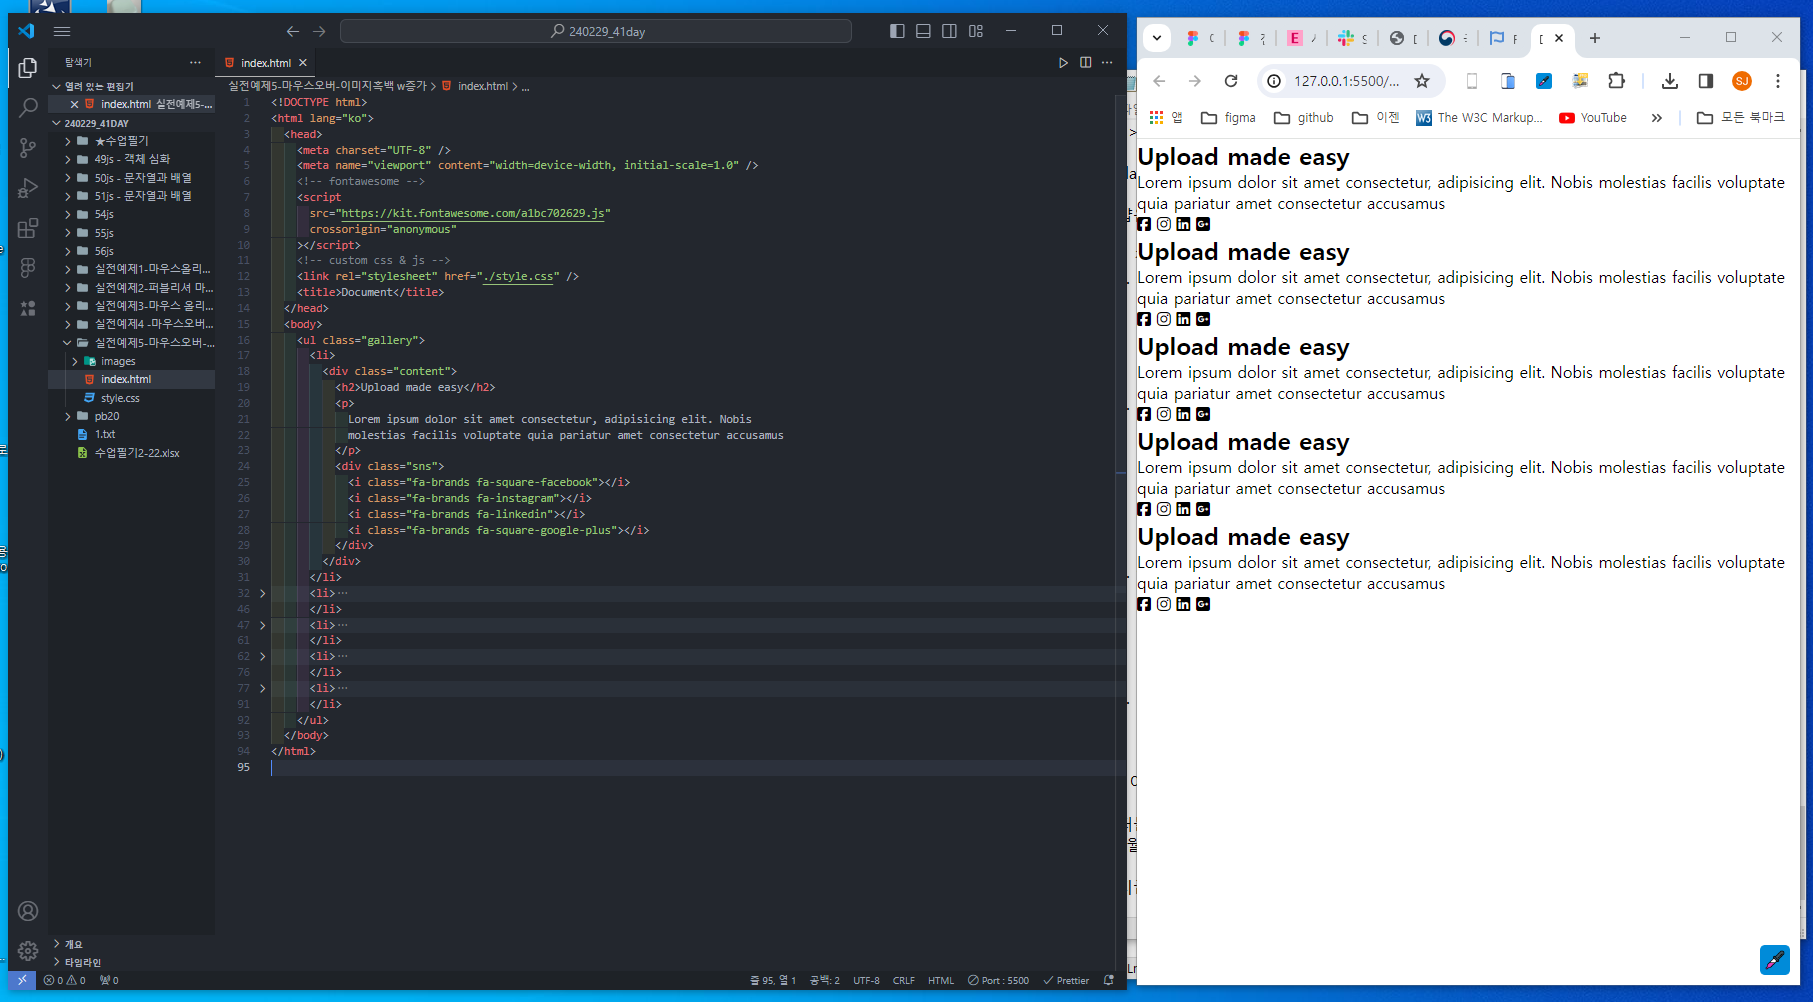 240229_41day
탐색기
index.html
열려 있는 편집기
index.html 실전예제5-...
240229_41DAY
★수업필기
49js - 객체 심화
50js - 문자열과 배열
51js - 문자열과 배열
54js
55js
56js
실전예제1-마우스올리...
실전예제2-퍼블리셔 마...
실전예제3-마우스 올리...
실전예제4 -마우스오버...
실전예제5-마우스오버-...
images
index.html
style.css
pb20
1.txt
수업필기2-22.xlsx
개요
타임라인
실전예제5-마우스오버-이미지흑백 w증가 > index.html > ...
1 <!DOCTYPE html>
2 <html lang="ko">
3 <head>
4 <meta charset="UTF-8" />
5 <meta name="viewport" content="width=device-width, initial-scale=1.0" />
6 <!-- fontawesome -->
7 <script
8 src="https://kit.fontawesome.com/a1bc702629.js"
9 crossorigin="anonymous"
10 ></script>
11 <!-- custom css & js -->
12 <link rel="stylesheet" href="./style.css" />
13 <title>Document</title>
14 </head>
15 <body>
16 <ul class="gallery">
17 <li>
18 <div class="content">
19 <h2>Upload made easy</h2>
20 <p>
21 Lorem ipsum dolor sit amet consectetur, adipisicing elit. Nobis
22 molestias facilis voluptate quia pariatur amet consectetur accusamus
23 </p>
24 <div class="sns">
25 <i class="fa-brands fa-square-facebook"></i>
26 <i class="fa-brands fa-instagram"></i>
27 <i class="fa-brands fa-linkedin"></i>
28 <i class="fa-brands fa-square-google-plus"></i>
29 </div>
30 </div>
31 </li>
32 <li>···
46 </li>
47 <li>···
61 </li>
62 <li>···
76 </li>
77 <li>···
91 </li>
92 </ul>
93 </body>
94 </html>
95
0 0 0
줄 95, 열 1 공백: 2 UTF-8 CRLF HTML Port : 5500 Prettier
127.0.0.1:5500/...
SJ
앱 figma github 이젠 The W3C Markup... YouTube » 모든 북마크
Upload made easy
Lorem ipsum dolor sit amet consectetur, adipisicing elit. Nobis molestias facilis voluptate
quia pariatur amet consectetur accusamus
Upload made easy
Lorem ipsum dolor sit amet consectetur, adipisicing elit. Nobis molestias facilis voluptate
quia pariatur amet consectetur accusamus
Upload made easy
Lorem ipsum dolor sit amet consectetur, adipisicing elit. Nobis molestias facilis voluptate
quia pariatur amet consectetur accusamus
Upload made easy
Lorem ipsum dolor sit amet consectetur, adipisicing elit. Nobis molestias facilis voluptate
quia pariatur amet consectetur accusamus
Upload made easy
Lorem ipsum dolor sit amet consectetur, adipisicing elit. Nobis molestias facilis voluptate
quia pariatur amet consectetur accusamus